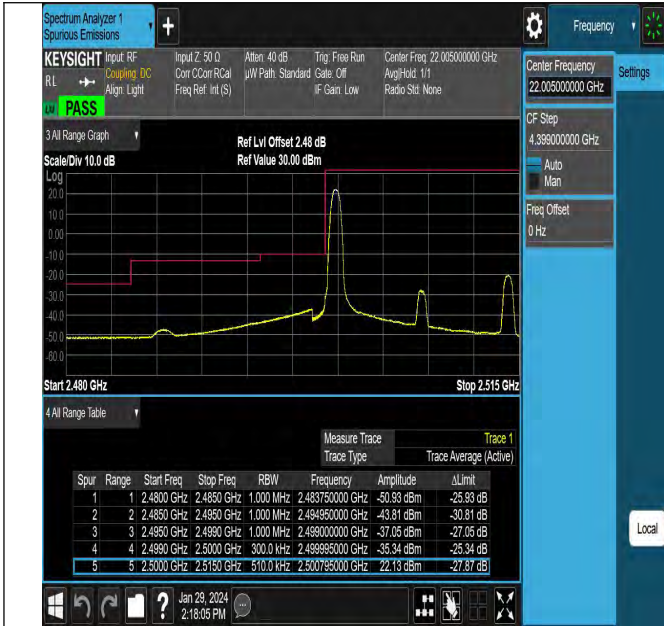 Spectrum Analyzer 1
Spurious Emissions
+
Frequency
KEYSIGHT Input: RF Input Z: 50 Ω Atten: 40 dB Trig: Free Run Center Freq: 22.005000000 GHz
RL Coupling: DC Corr CCorr RCal µW Path: Standard Gate: Off Avg|Hold: 1/1
Align: Light Freq Ref: Int (S) IF Gain: Low Radio Std: None
LM PASS
Center Frequency
22.005000000 GHz
Settings
CF Step
4.399000000 GHz
Auto
Man
Freq Offset
0 Hz
3 All Range Graph
Ref Lvl Offset 2.48 dB
Scale/Div 10.0 dB Ref Value 30.00 dBm
Log
20.0
10.0
0.00
-10.0
-20.0
-30.0
-40.0
-50.0
-60.0
Start 2.480 GHz Stop 2.515 GHz
4 All Range Table
Measure Trace Trace 1
Trace Type Trace Average (Active)
Spur Range Start Freq Stop Freq RBW Frequency Amplitude ΔLimit
1 1 2.4800 GHz 2.4850 GHz 1.000 MHz 2.483750000 GHz -50.93 dBm -25.93 dB
2 2 2.4850 GHz 2.4950 GHz 1.000 MHz 2.494950000 GHz -43.81 dBm -30.81 dB
3 3 2.4950 GHz 2.4990 GHz 1.000 MHz 2.499000000 GHz -37.05 dBm -27.05 dB
4 4 2.4990 GHz 2.5000 GHz 300.0 kHz 2.499995000 GHz -35.34 dBm -25.34 dB
5 5 2.5000 GHz 2.5150 GHz 510.0 kHz 2.500795000 GHz 22.13 dBm -27.87 dB
Local
? Jan 29, 2024
2:18:05 PM